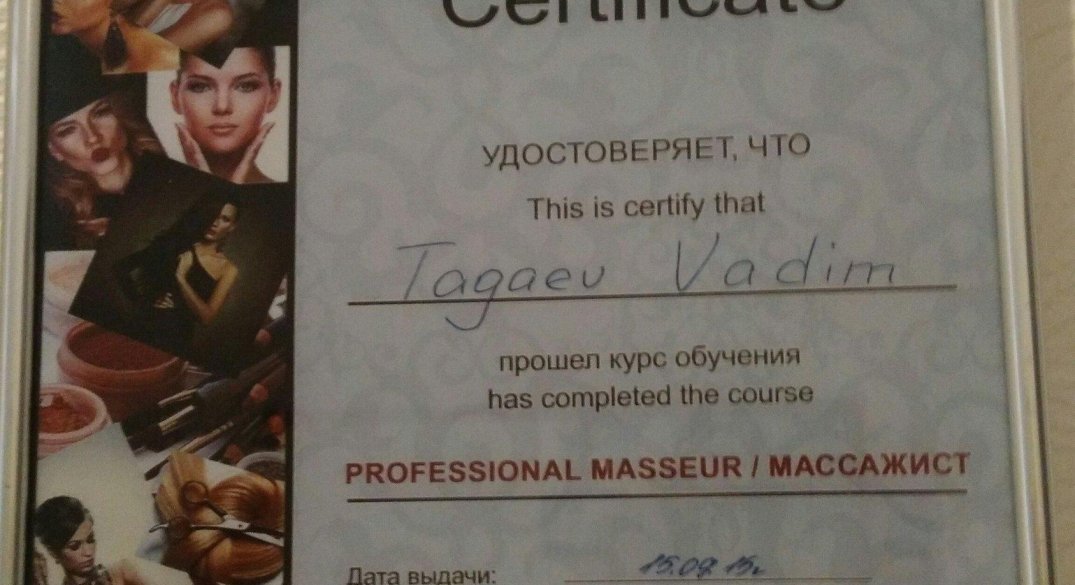 Certificate
УДОСТОВЕРЯЕТ, ЧТО
This is certify that
Tagaev Vadim
прошел курс обучения
has completed the course
PROFESSIONAL MASSEUR / МАССАЖИСТ
Дата выдачи: 15.09.15г